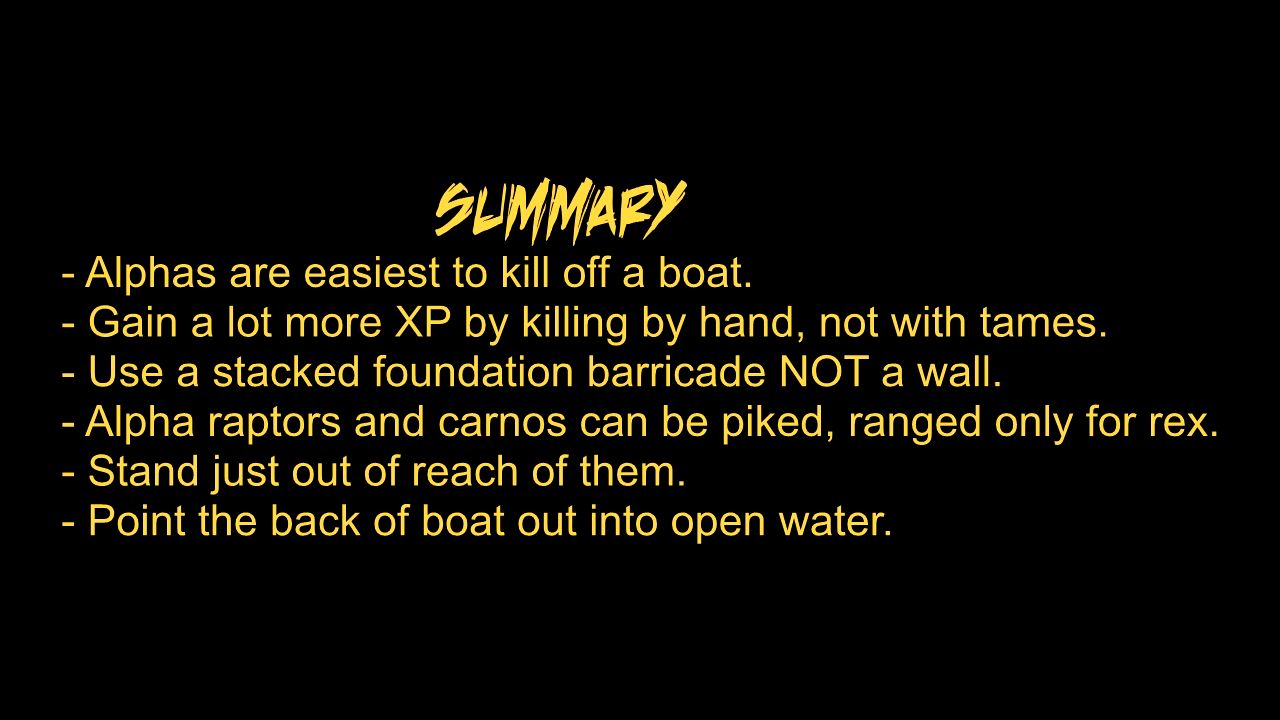 SUMMARY
- Alphas are easiest to kill off a boat.
- Gain a lot more XP by killing by hand, not with tames.
- Use a stacked foundation barricade NOT a wall.
- Alpha raptors and carnos can be piked, ranged only for rex.
- Stand just out of reach of them.
- Point the back of boat out into open water.